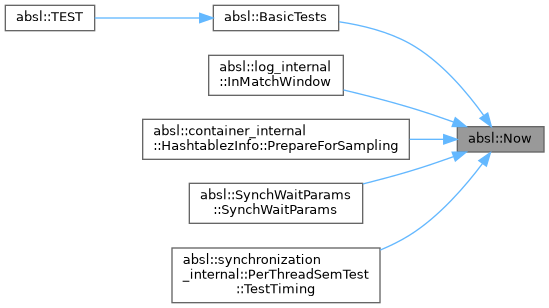 absl::TEST
absl::BasicTests
absl::log_internal
::InMatchWindow
absl::container_internal
::HashtablezInfo::PrepareForSampling
absl::Now
absl::SynchWaitParams
::SynchWaitParams
absl::synchronization
_internal::PerThreadSemTest
::TestTiming